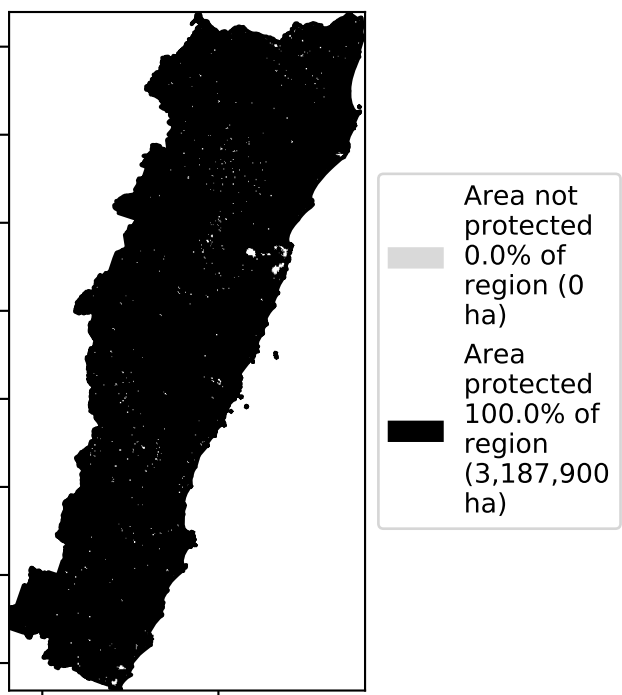 Area not
protected
0.0% of
region (0
ha)
Area
protected
100.0% of
region
(3,187,900
ha)